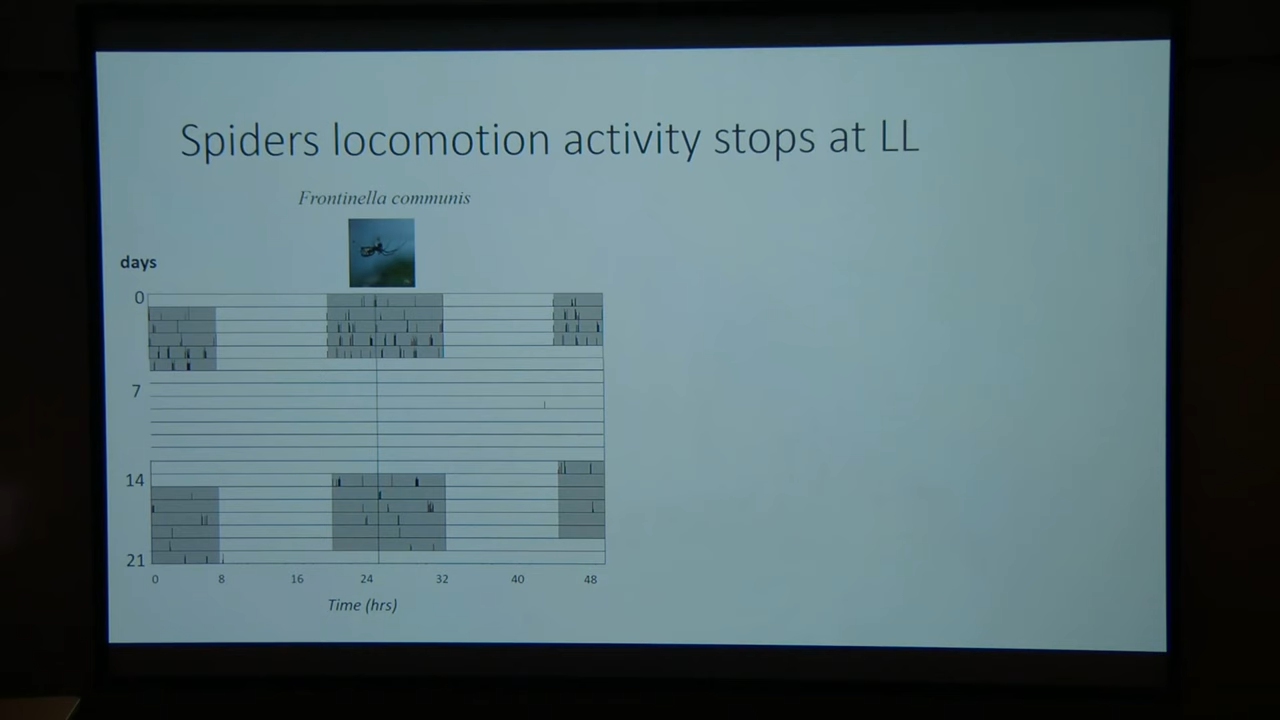 Spiders locomotion activity stops at LL
Frontinella communis
days
0
7
14
21
0 8 16 24 32 40 48
Time (hrs)